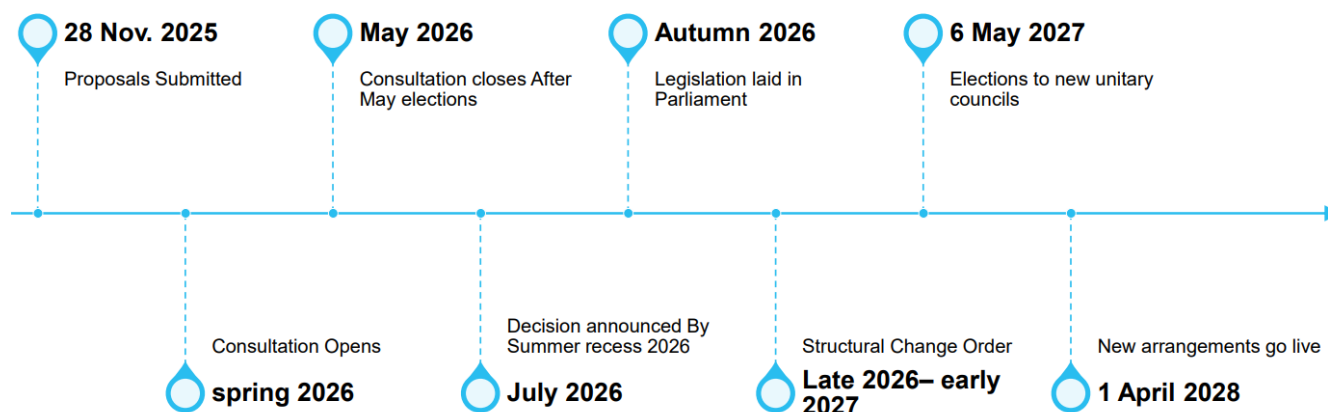 28 Nov. 2025
Proposals Submitted
May 2026
Consultation closes After
May elections
Autumn 2026
Legislation laid in
Parliament
6 May 2027
Elections to new unitary
councils
Consultation Opens
spring 2026
Decision announced By
Summer recess 2026
July 2026
Structural Change Order
Late 2026– early
2027
New arrangements go live
1 April 2028